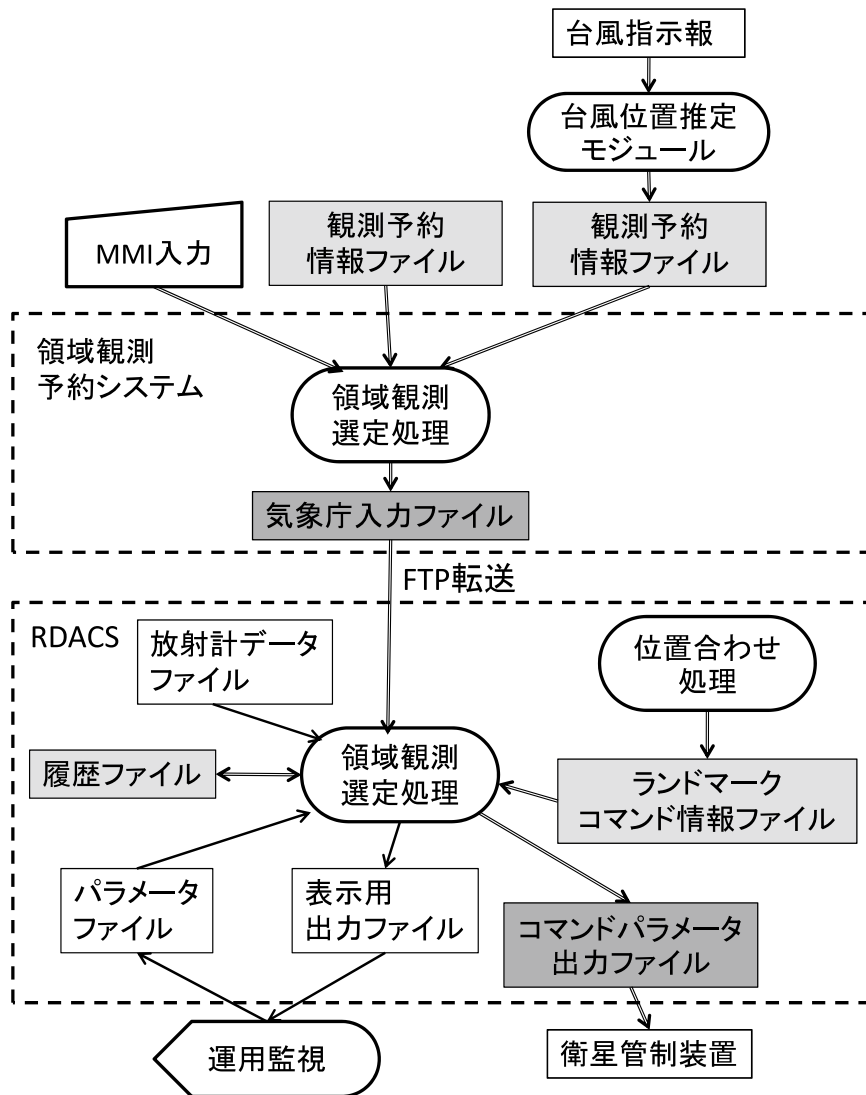 台風指示報
台風位置推定
モジュール
MMI入力
観測予約
情報ファイル
観測予約
情報ファイル
領域観測
予約システム
領域観測
選定処理
気象庁入力ファイル
FTP転送
RDACS
放射計データ
ファイル
位置合わせ
処理
履歴ファイル
領域観測
選定処理
ランドマーク
コマンド情報ファイル
パラメータ
ファイル
表示用
出力ファイル
コマンドパラメータ
出力ファイル
運用監視
衛星管制装置